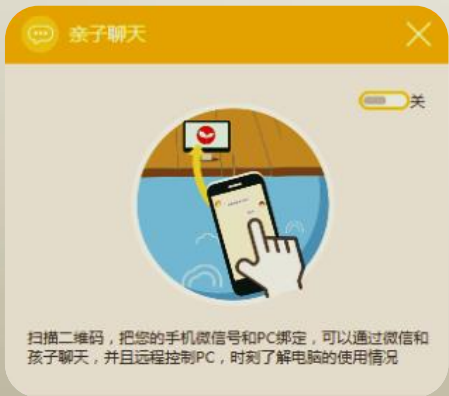 亲子聊天
关
扫描二维码，把您的手机微信号和PC绑定，可以通过微信和
孩子聊天，并且远程控制PC，时刻了解电脑的使用情况